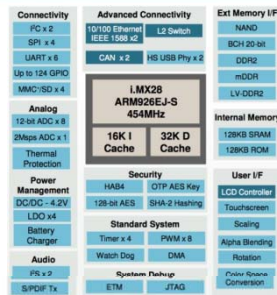 Connectivity
I²C x 2
SPI x 4
UART x 6
Up to 124 GPIO
MMC⁺/SD x 4
Analog
12-bit ADC x 8
2Msps ADC x 1
Thermal
Protection
Power
Management
DC/DC - 4.2V
LDO x4
Battery
Charger
Audio
I²S x 2
S/PDIF Tx
Advanced Connectivity
10/100 Ethernet
IEEE 1588 x2
L2 Switch
CAN x2
HS USB Phy x 2
i.MX28
ARM926EJ-S
454MHz
16K I
Cache
32K D
Cache
Security
HAB4
OTP AES Key
128-bit AES
SHA-2 Hashing
Standard System
Timer x 4
PWM x 8
Watch Dog
DMA
System Debug
ETM
JTAG
Ext Memory I/F
NAND
BCH 20-bit
DDR2
mDDR
LV-DDR2
Internal Memory
128KB SRAM
128KB ROM
User I/F
LCD Controller
Touchscreen
Scaling
Alpha Blending
Rotation
Color Space
Conversion